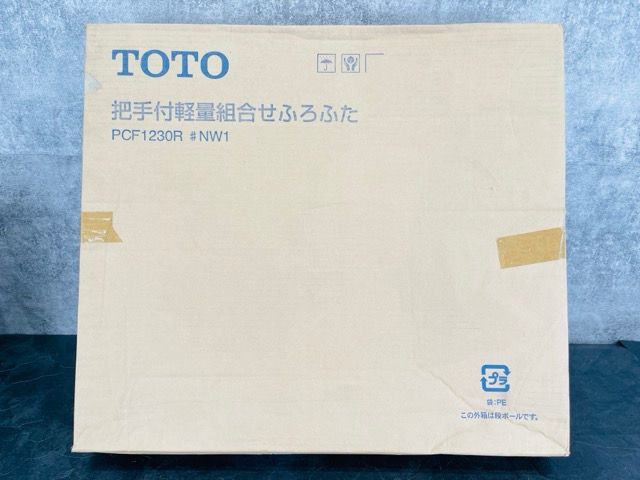 TOTO
把手付軽量組合せふろふた
PCF1230R #NW1
プラ
袋:PE
この外箱は段ボールです。